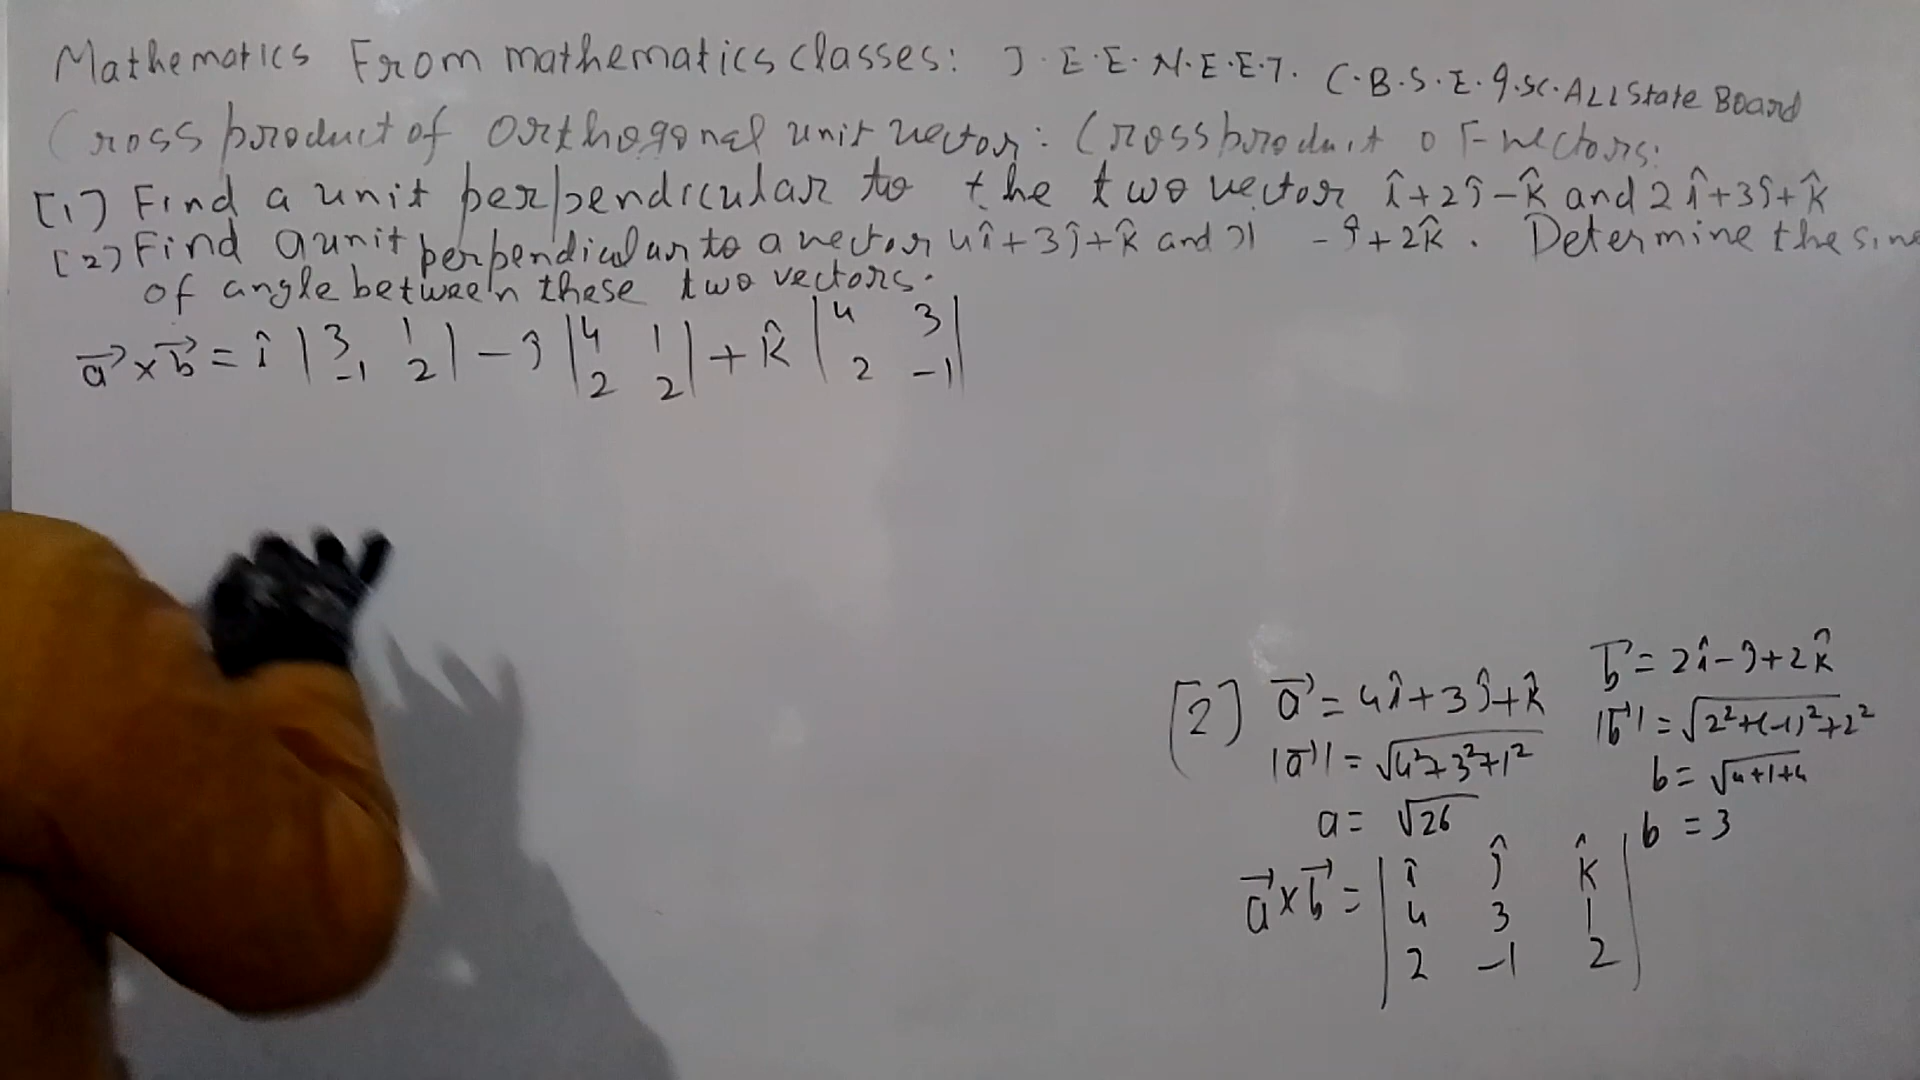 Mathematics From mathematics classes: J.E.E. N.E.E.T. C.B.S.E. 9.SC. ALL State Board
Cross product of orthogonal unit vector: Cross product of vectors:
[1] Find a unit perpendicular to the two vector î+2ĵ-k̂ and 2î+3ĵ+k̂
[2] Find a unit perpendicular to a vector 4î+3ĵ+k̂ and -ĵ+2k̂. Determine the sine
of angle between these two vectors.
a⃗×b⃗ = î |3 1| - ĵ |4 1| + k̂ |4 3|
-1 2 2 2 2 -1
[2] a⃗ = 4î+3ĵ+k̂ b⃗ = 2î-ĵ+2k̂
|a⃗| = √4²+3²+1² |b⃗| = √2²+(-1)²+2²
a = √26 b = √4+1+4
b = 3
a⃗×b⃗ = | î ĵ k̂ |
4 3 1
2 -1 2